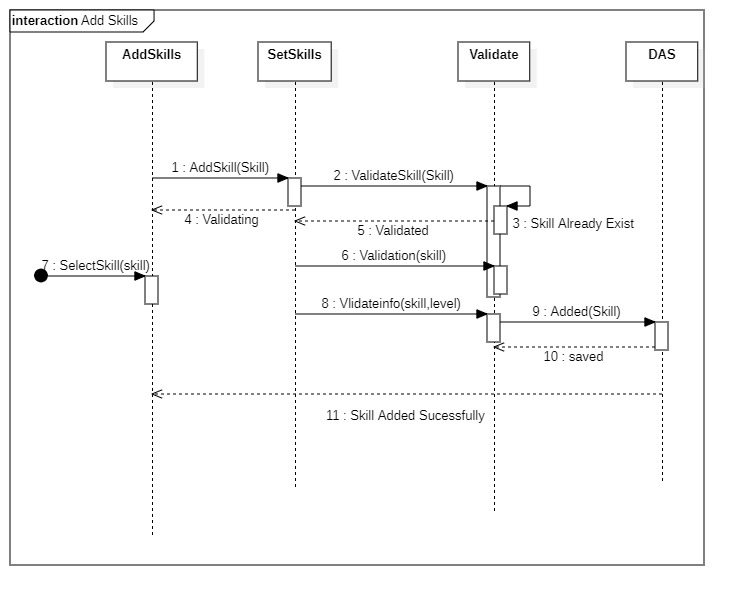 interaction Add Skills
AddSkills
SetSkills
Validate
DAS
1 : AddSkill(Skill)
2 : ValidateSkill(Skill)
3 : Skill Already Exist
4 : Validating
5 : Validated
6 : Validation(skill)
7 : SelectSkill(skill)
8 : Vlidateinfo(skill,level)
9 : Added(Skill)
10 : saved
11 : Skill Added Sucessfully